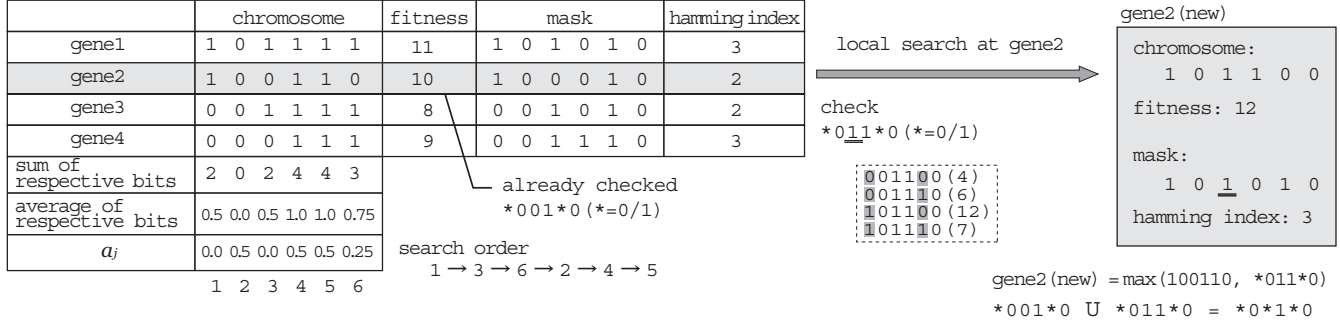 chromosome fitness mask hamming index
gene1 1 0 1 1 1 1 11 1 0 1 0 1 0 3
gene2 1 0 0 1 1 0 10 1 0 0 0 1 0 2
gene3 0 0 1 1 1 1 8 0 0 1 0 1 0 2
gene4 0 0 0 1 1 1 9 0 0 1 1 1 0 3
sum of
respective bits 2 0 2 4 4 3
average of
respective bits 0.5 0.0 0.5 1.0 1.0 0.75
aj 0.0 0.5 0.0 0.5 0.5 0.25
1 2 3 4 5 6
already checked
*001*0 (*=0/1)
search order
1 → 3 → 6 → 2 → 4 → 5
local search at gene2
check
*011*0 (*=0/1)
001100 (4)
001110 (6)
101100 (12)
101110 (7)
gene2 (new)
chromosome:
1 0 1 1 0 0
fitness: 12
mask:
1 0 1 0 1 0
hamming index: 3
gene2 (new) = max(100110, *011*0)
*001*0 U *011*0 = *0*1*0